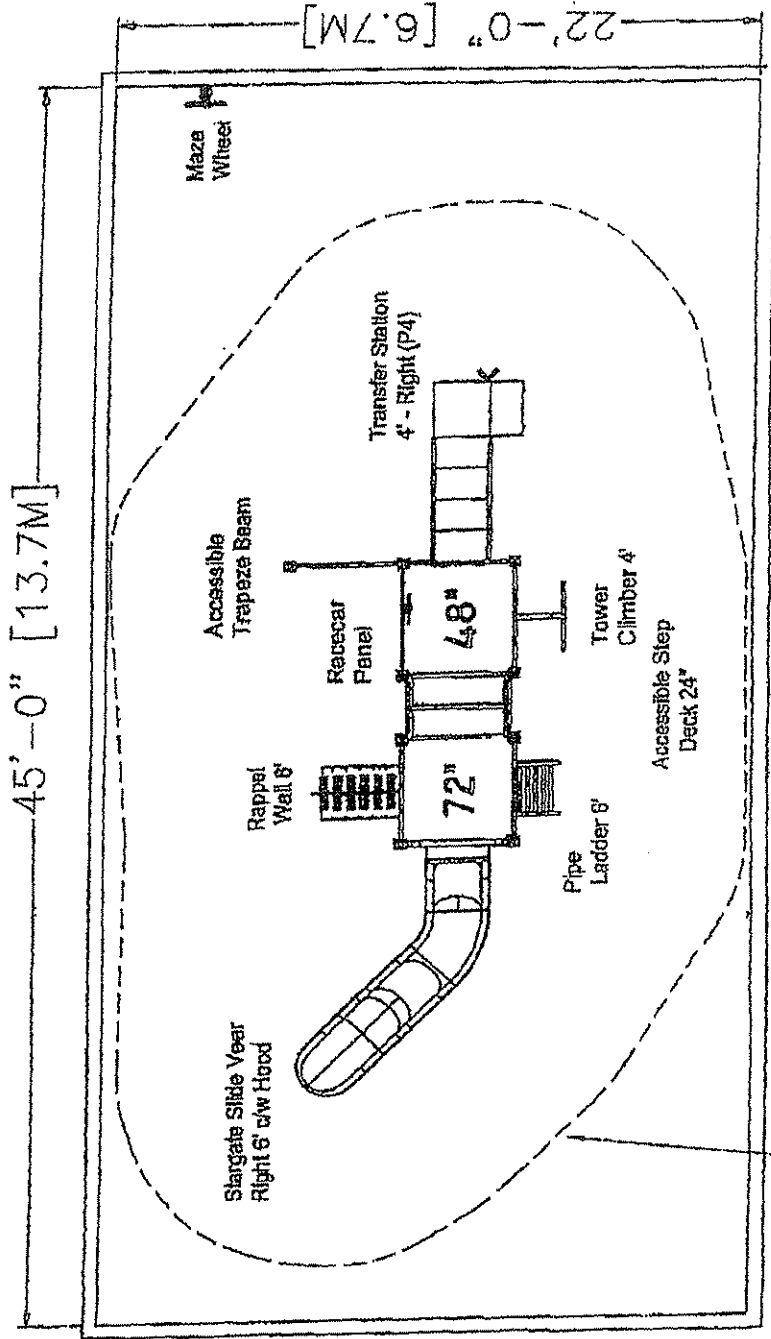 45'-0" [13.7M]
22'-0" [6.7M]
Maze
Wheel
Transfer Station
4' - Right (P4)
Accessible
Trapeze Beam
Racecar
Panel
Rappel
Wall 6'
Stargate Slide Veer
Right 6' c/w Hood
48"
72"
Tower
Climber 4'
Accessible Step
Deck 24"
Pipe
Ladder 6'